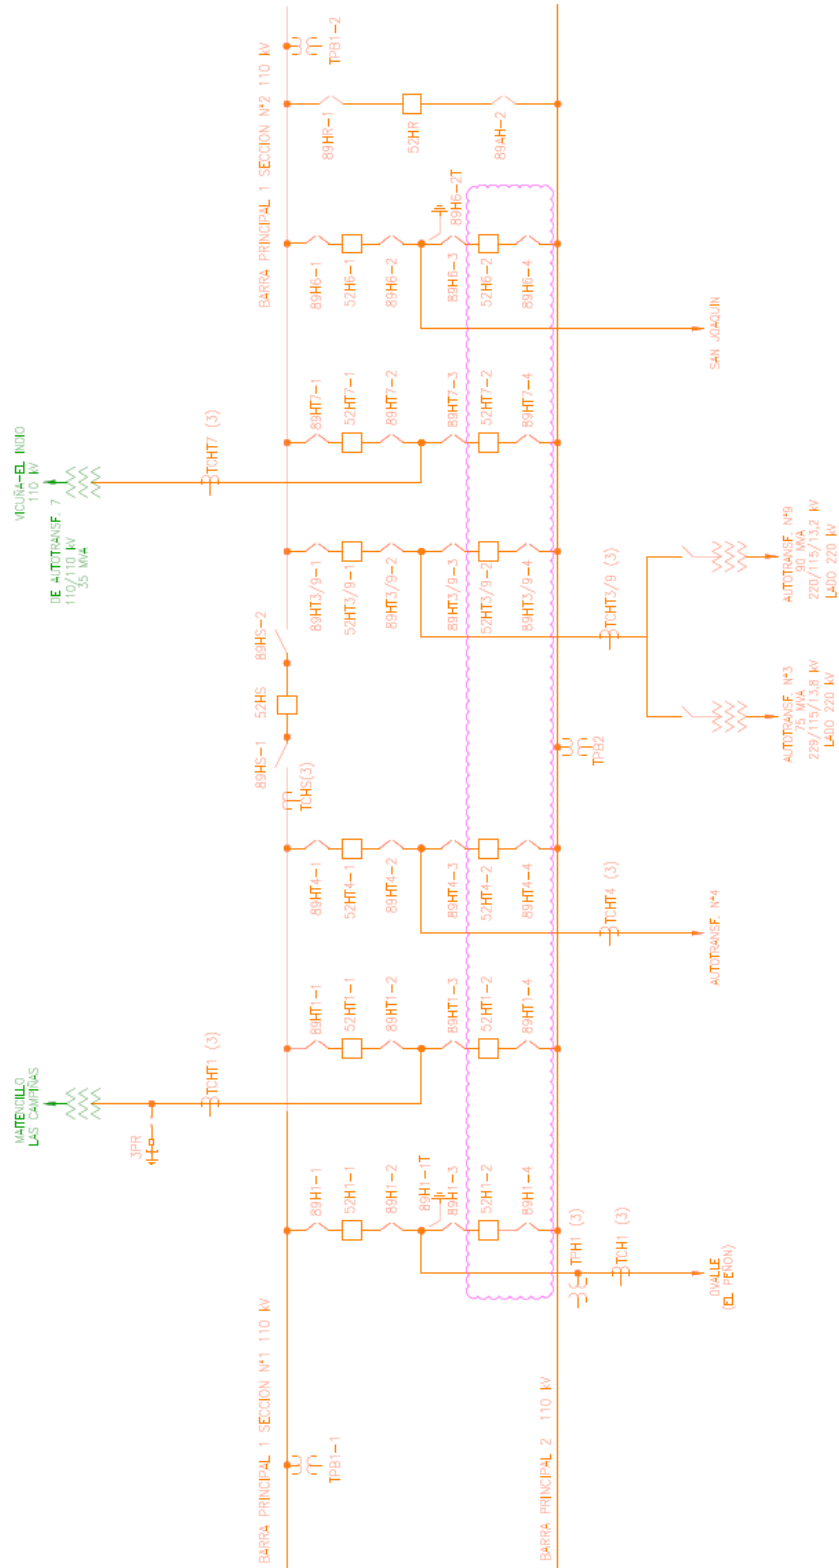 BARRA PRINCIPAL 1 SECCION N°1 110 kV
TPB1-1
BARRA PRINCIPAL 2 110 kV
89H1-1
52H1-1
89H1-2
89H1-1T
89H1-3
52H1-2
89H1-4
TPH1 (3)
TCH1 (3)
OVALLE
(EL PEÑON)
MAITENCILLO
LAS CAMPIÑAS
3PR
TCHT1 (3)
89HT1-1
52HT1-1
89HT1-2
89HT1-3
52HT1-2
89HT1-4
89HT4-1
52HT4-1
89HT4-2
89HT4-3
52HT4-2
89HT4-4
TCHT4 (3)
AUTOTRANSF. N°4
TCHS(3)
89HS-1
52HS
89HS-2
TPB2
89HT3/9-1
52HT3/9-1
89HT3/9-2
89HT3/9-3
52HT3/9-2
89HT3/9-4
TCHT3/9 (3)
AUTOTRANSF. N°3
75 MVA
229/115/13,8 kV
LADO 220 kV
AUTOTRANSF. N°9
90 MVA
220/115/13,2 kV
LADO 220 kV
VICUÑA-EL INDIO
110 kV
DE AUTOTRANSF. 7
110/110 kV
35 MVA
TCHT7 (3)
89HT7-1
52HT7-1
89HT7-2
89HT7-3
52HT7-2
89HT7-4
BARRA PRINCIPAL 1 SECCION N°2 110 kV
89H6-1
52H6-1
89H6-2
89H6-2T
89H6-3
52H6-2
89H6-4
SAN JOAQUIN
89HR-1
52HR
89AH-2
TPB1-2